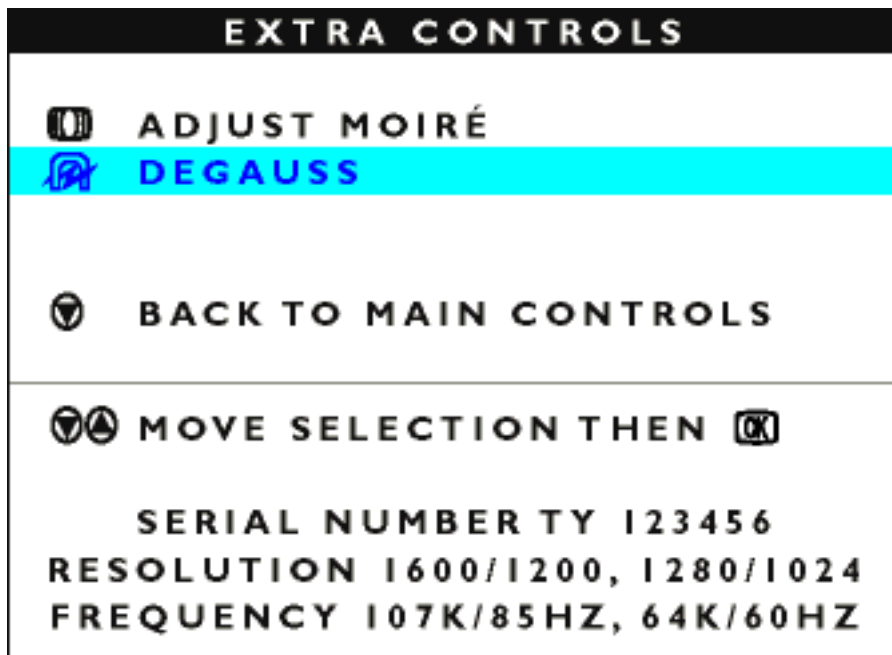 EXTRA CONTROLS
ADJUST MOIRÉ
DEGAUSS
BACK TO MAIN CONTROLS
MOVE SELECTION THEN OK
SERIAL NUMBER TY 123456
RESOLUTION 1600/1200, 1280/1024
FREQUENCY 107K/85HZ, 64K/60HZ